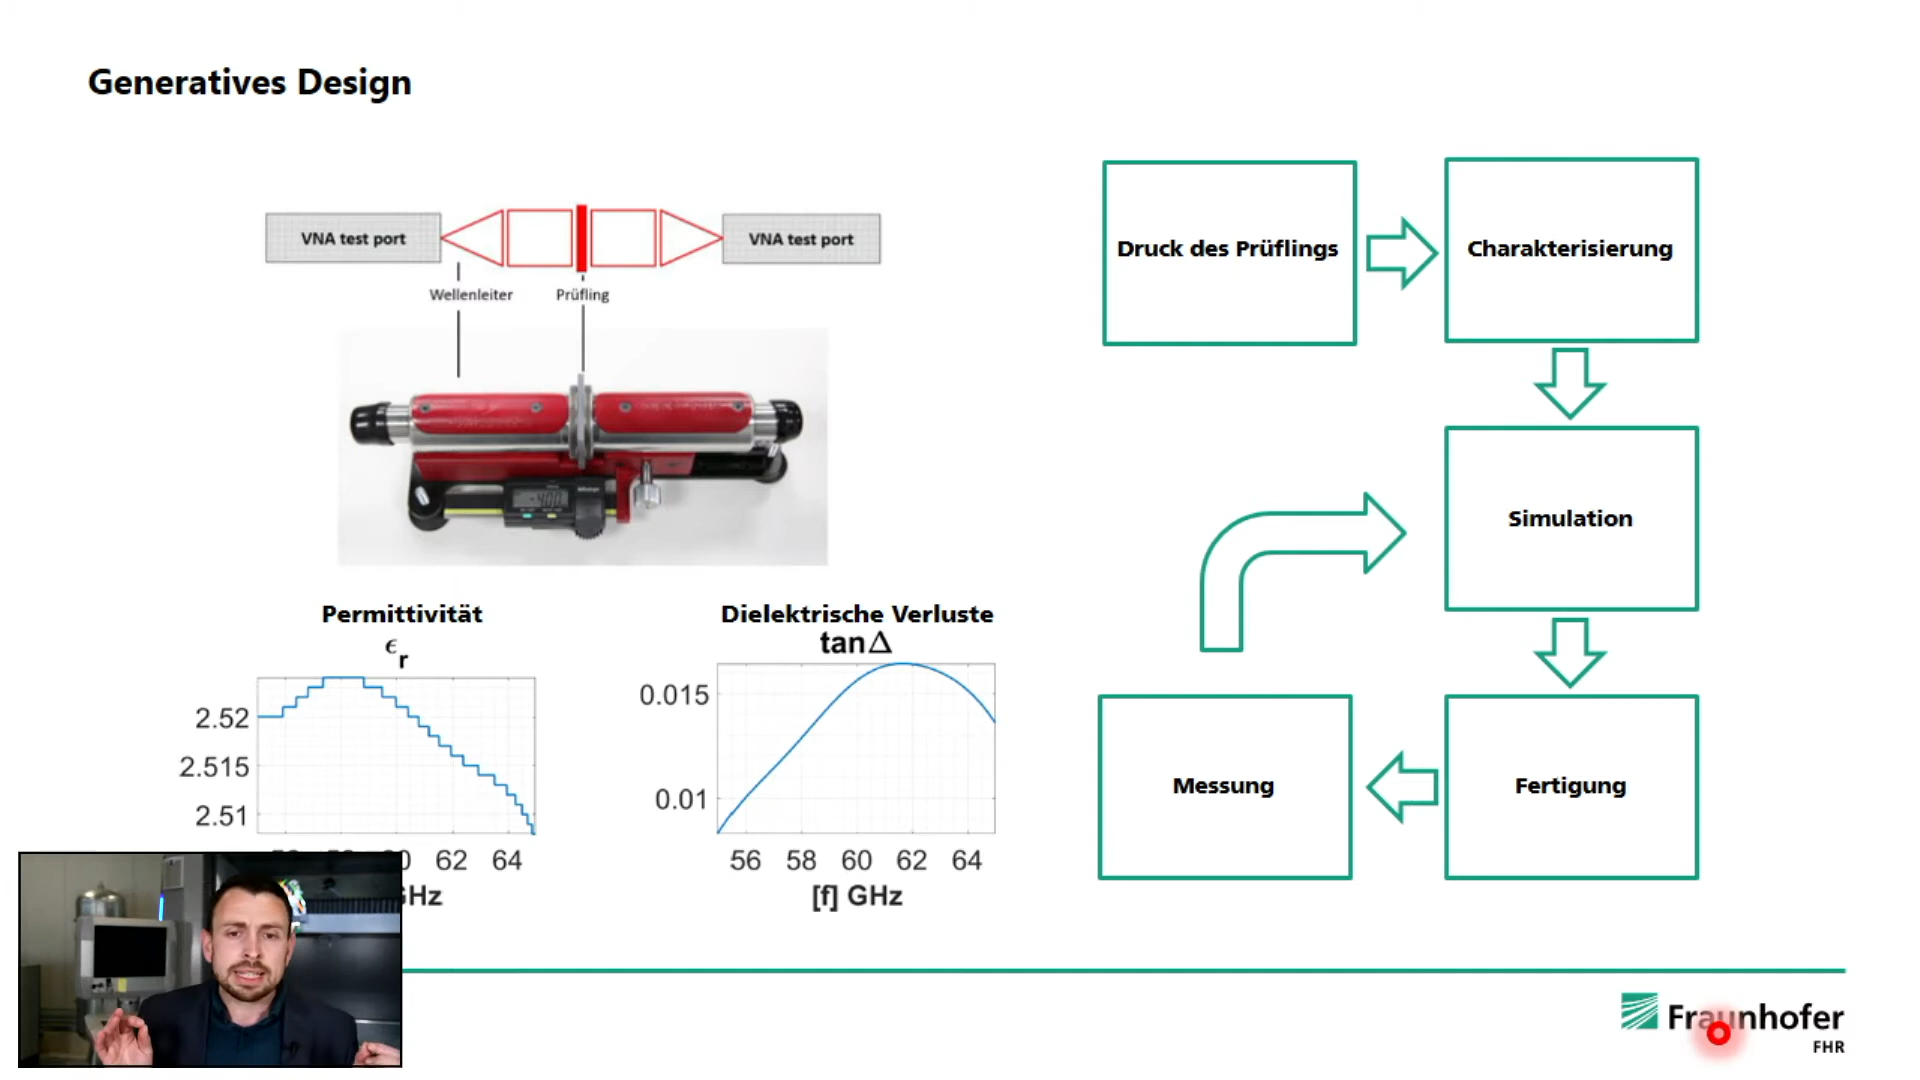 Generatives Design
VNA test port
VNA test port
Wellenleiter
Prüfling
Permittivität
ϵr
2.52
2.515
2.51
62 64
Dielektrische Verluste
tanΔ
0.015
0.01
56 58 60 62 64
[f] GHz
Druck des Prüflings
Charakterisierung
Simulation
Fertigung
Messung
Fraunhofer
FHR